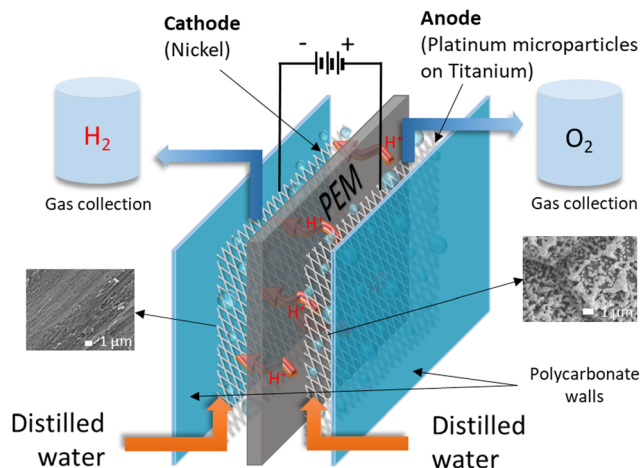 Cathode
(Nickel)
- +
Anode
(Platinum microparticles
on Titanium)
H2
Gas collection
O2
Gas collection
H+
PEM
H+
H+
H+
1 μm
1 μm
Polycarbonate
walls
Distilled
water
Distilled
water